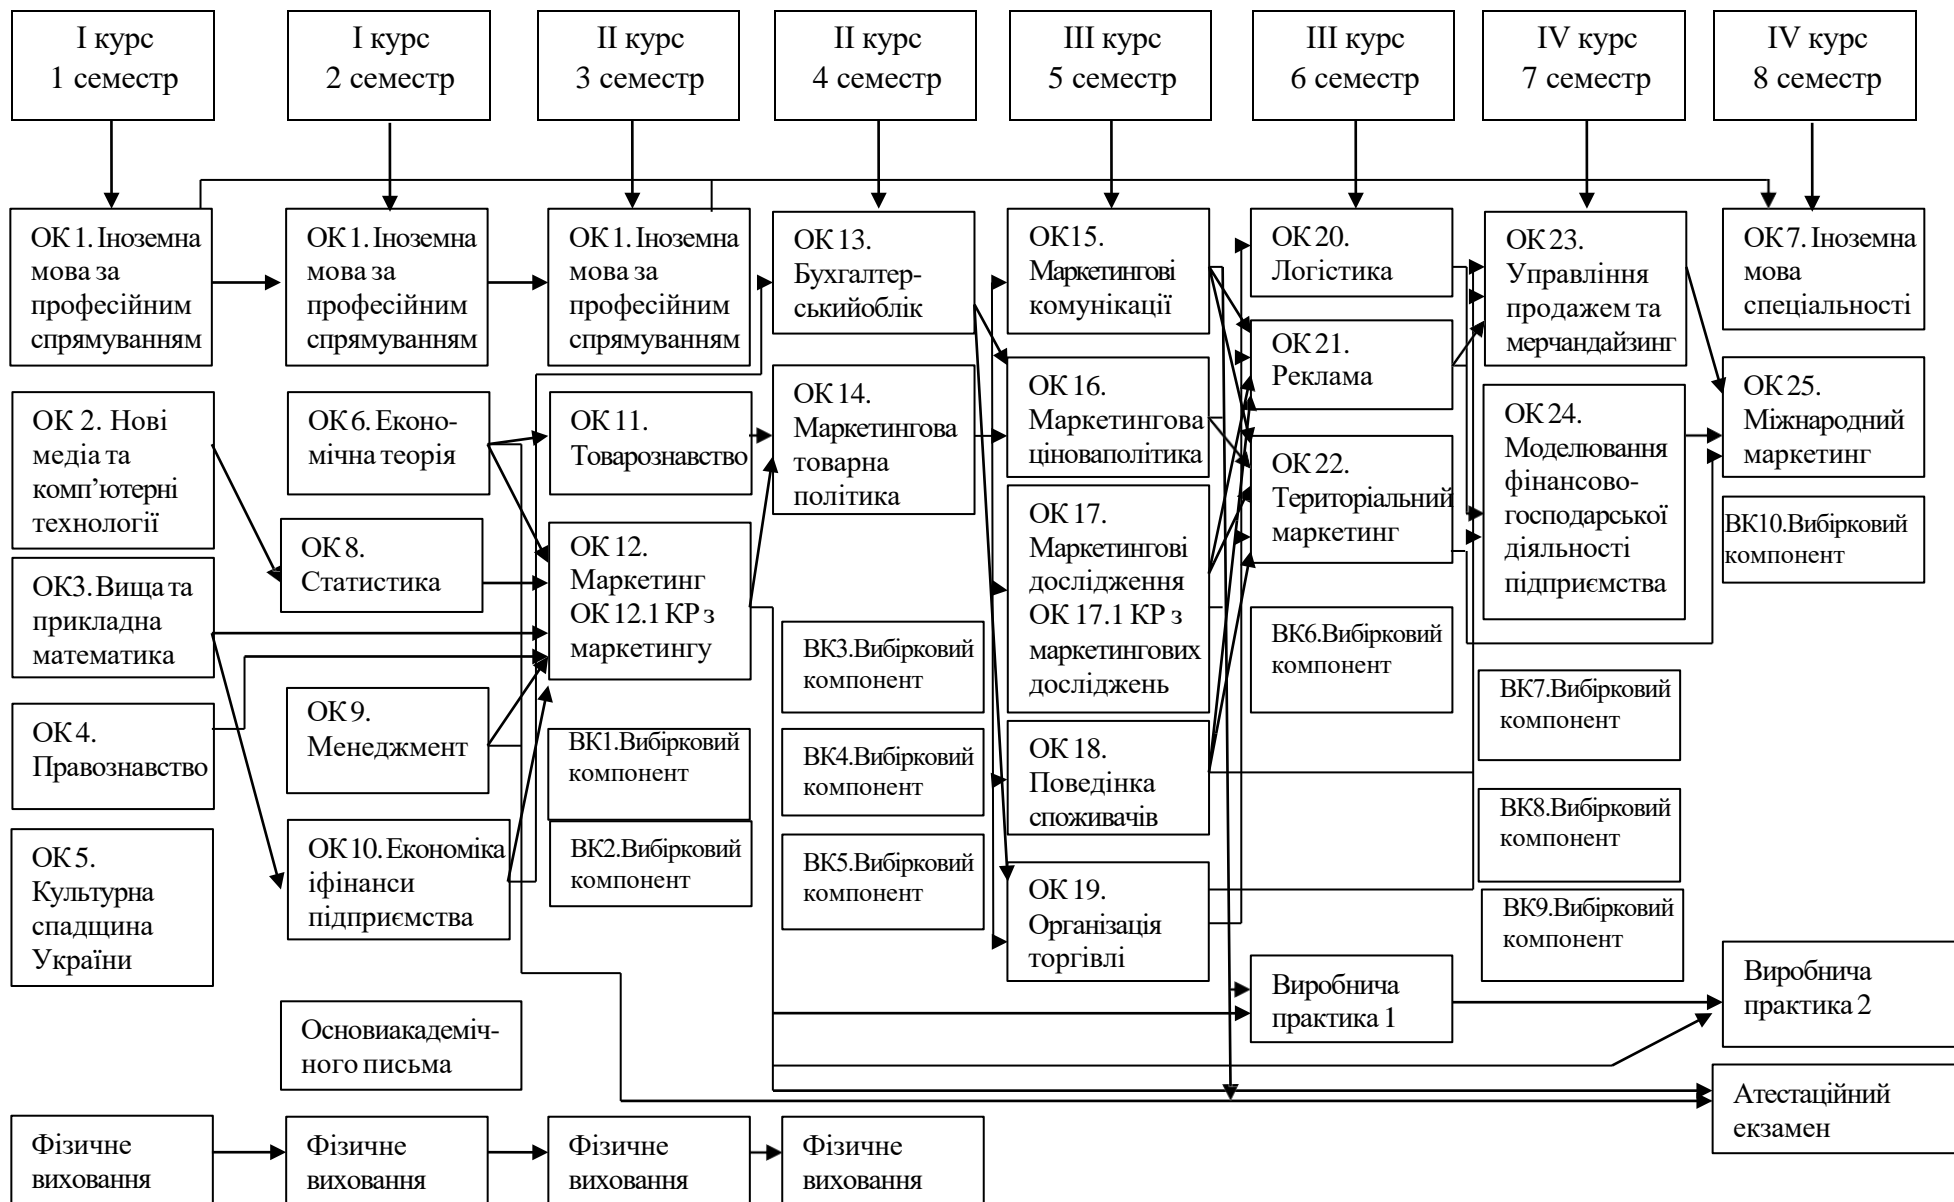 І курс
1 семестр
І курс
2 семестр
ІІ курс
3 семестр
ІІ курс
4 семестр
ІІІ курс
5 семестр
ІІІ курс
6 семестр
IV курс
7 семестр
IV курс
8 семестр
ОК 1. Іноземна
мова за
професійним
спрямуванням
ОК 2. Нові
медіа та
комп’ютерні
технології
ОК3. Вища та
прикладна
математика
ОК 4.
Правознавство
ОК 5.
Культурна
спадщина
України
Фізичне
виховання
ОК 1. Іноземна
мова за
професійним
спрямуванням
ОК 6. Еконо-
мічна теорія
ОК 8.
Статистика
ОК 9.
Менеджмент
ОК 10. Економіка
іфінанси
підприємства
Основиакадеміч-
ного письма
Фізичне
виховання
ОК 1. Іноземна
мова за
професійним
спрямуванням
ОК 11.
Товарознавство
ОК 12.
Маркетинг
ОК 12.1 КР з
маркетингу
ВК1.Вибірковий
компонент
ВК2.Вибірковий
компонент
Фізичне
виховання
ОК 13.
Бухгалтер-
ськийоблік
ОК 14.
Маркетингова
товарна
політика
ВК3.Вибірковий
компонент
ВК4.Вибірковий
компонент
ВК5.Вибірковий
компонент
Фізичне
виховання
ОК15.
Маркетингові
комунікації
ОК 16.
Маркетингова
ціноваполітика
ОК 17.
Маркетингові
дослідження
ОК 17.1 КР з
маркетингових
досліджень
ОК 18.
Поведінка
споживачів
ОК 19.
Організація
торгівлі
ОК 20.
Логістика
ОК 21.
Реклама
ОК 22.
Територіальний
маркетинг
ВК6.Вибірковий
компонент
Виробнича
практика 1
ОК 23.
Управління
продажем та
мерчандайзинг
ОК 24.
Моделювання
фінансово-
господарської
діяльності
підприємства
ВК7.Вибірковий
компонент
ВК8.Вибірковий
компонент
ВК9.Вибірковий
компонент
ОК 7. Іноземна
мова
спеціальності
ОК 25.
Міжнародний
маркетинг
ВК10.Вибірковий
компонент
Виробнича
практика 2
Атестаційний
екзамен